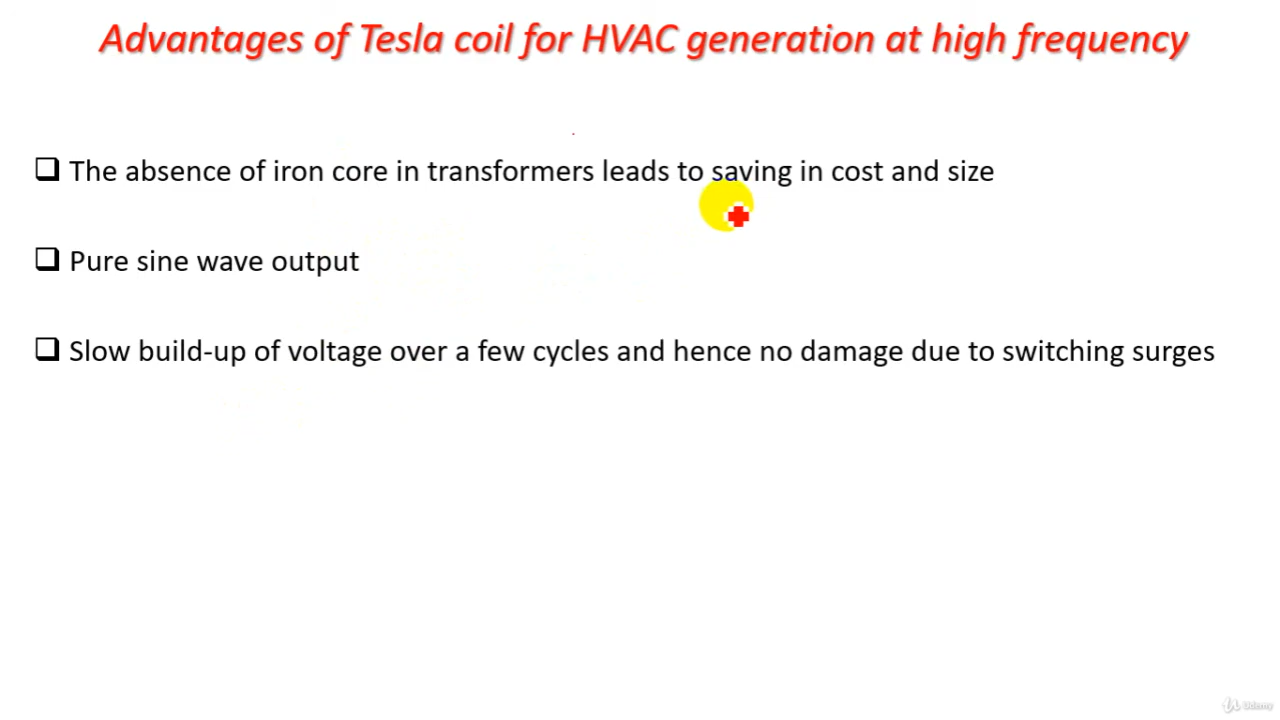 Advantages of Tesla coil for HVAC generation at high frequency
The absence of iron core in transformers leads to saving in cost and size
Pure sine wave output
Slow build-up of voltage over a few cycles and hence no damage due to switching surges
Udemy